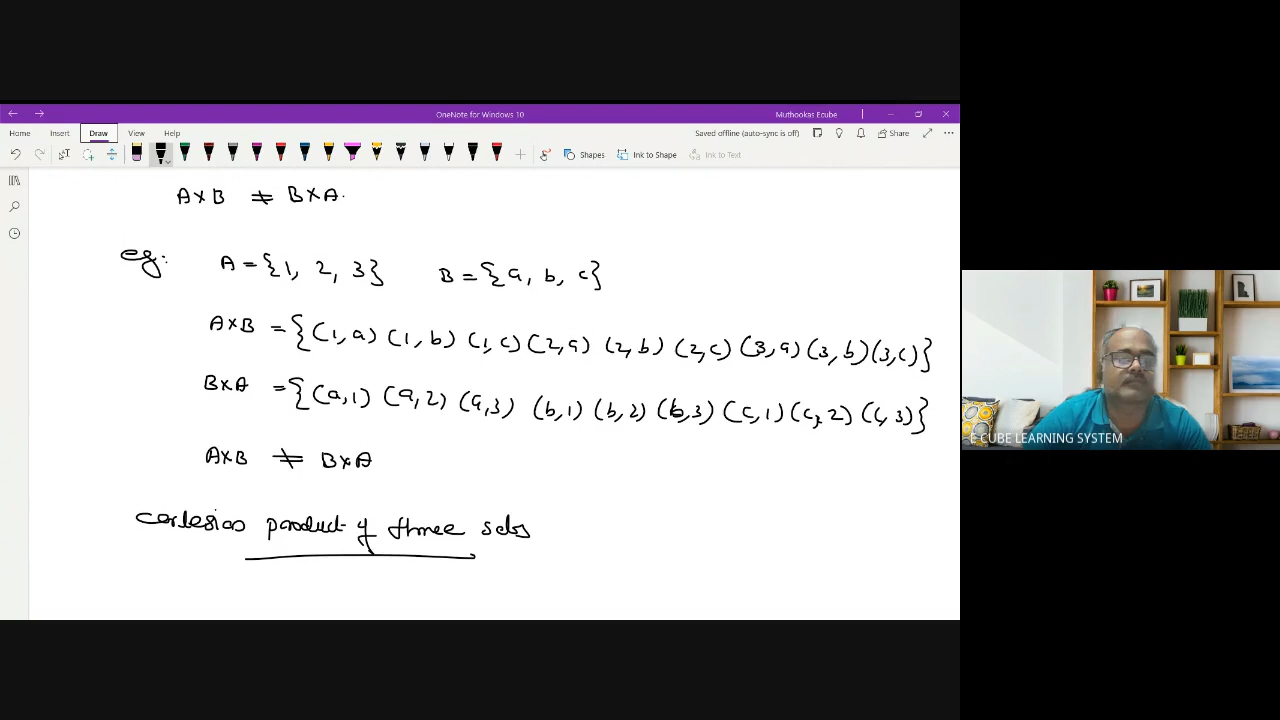 OneNote for Windows 10
Muthookas Ecube
Home Insert Draw View Help
Saved offline (auto-sync is off) Share
Shapes Ink to Shape Ink to Text
A×B ≠ B×A.
eg:
A = {1, 2, 3} B = {a, b, c}
A×B = {(1, a) (1, b) (1, c) (2, a) (2, b) (2, c) (3, a) (3, b) (3, c)}
B×A = {(a, 1) (a, 2) (a, 3) (b, 1) (b, 2) (b, 3) (c, 1) (c, 2) (c, 3)}
A×B ≠ B×A
cartesian product of three sets
E CUBE LEARNING SYSTEM